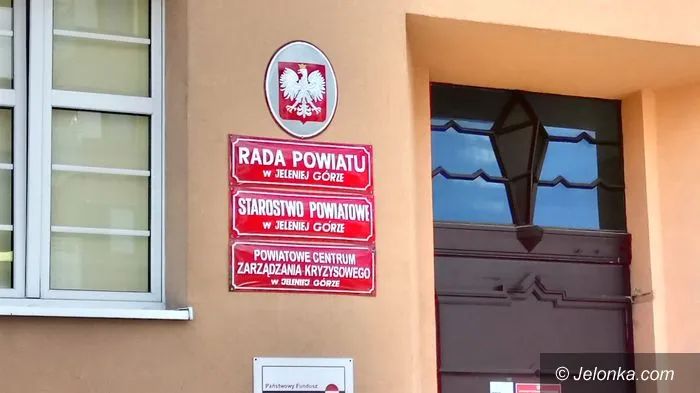 RADA POWIATU
W JELENIEJ GÓRZE
STAROSTWO POWIATOWE
W JELENIEJ GÓRZE
POWIATOWE CENTRUM
ZARZĄDZANIA KRYZYSOWEGO
W JELENIEJ GÓRZE
Państwowy Fundusz
© Jelonka.com